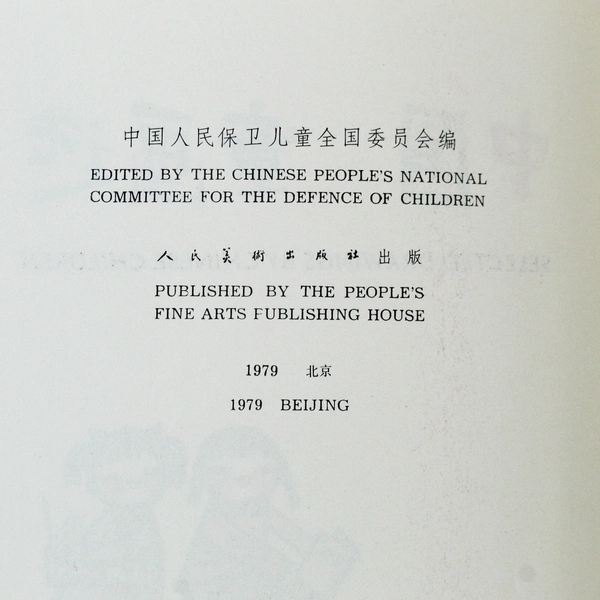 中国人民保卫儿童全国委员会编
EDITED BY THE CHINESE PEOPLE'S NATIONAL
COMMITTEE FOR THE DEFENCE OF CHILDREN
人民美術出版社出版
PUBLISHED BY THE PEOPLE'S
FINE ARTS PUBLISHING HOUSE
1979 北京
1979 BEIJING